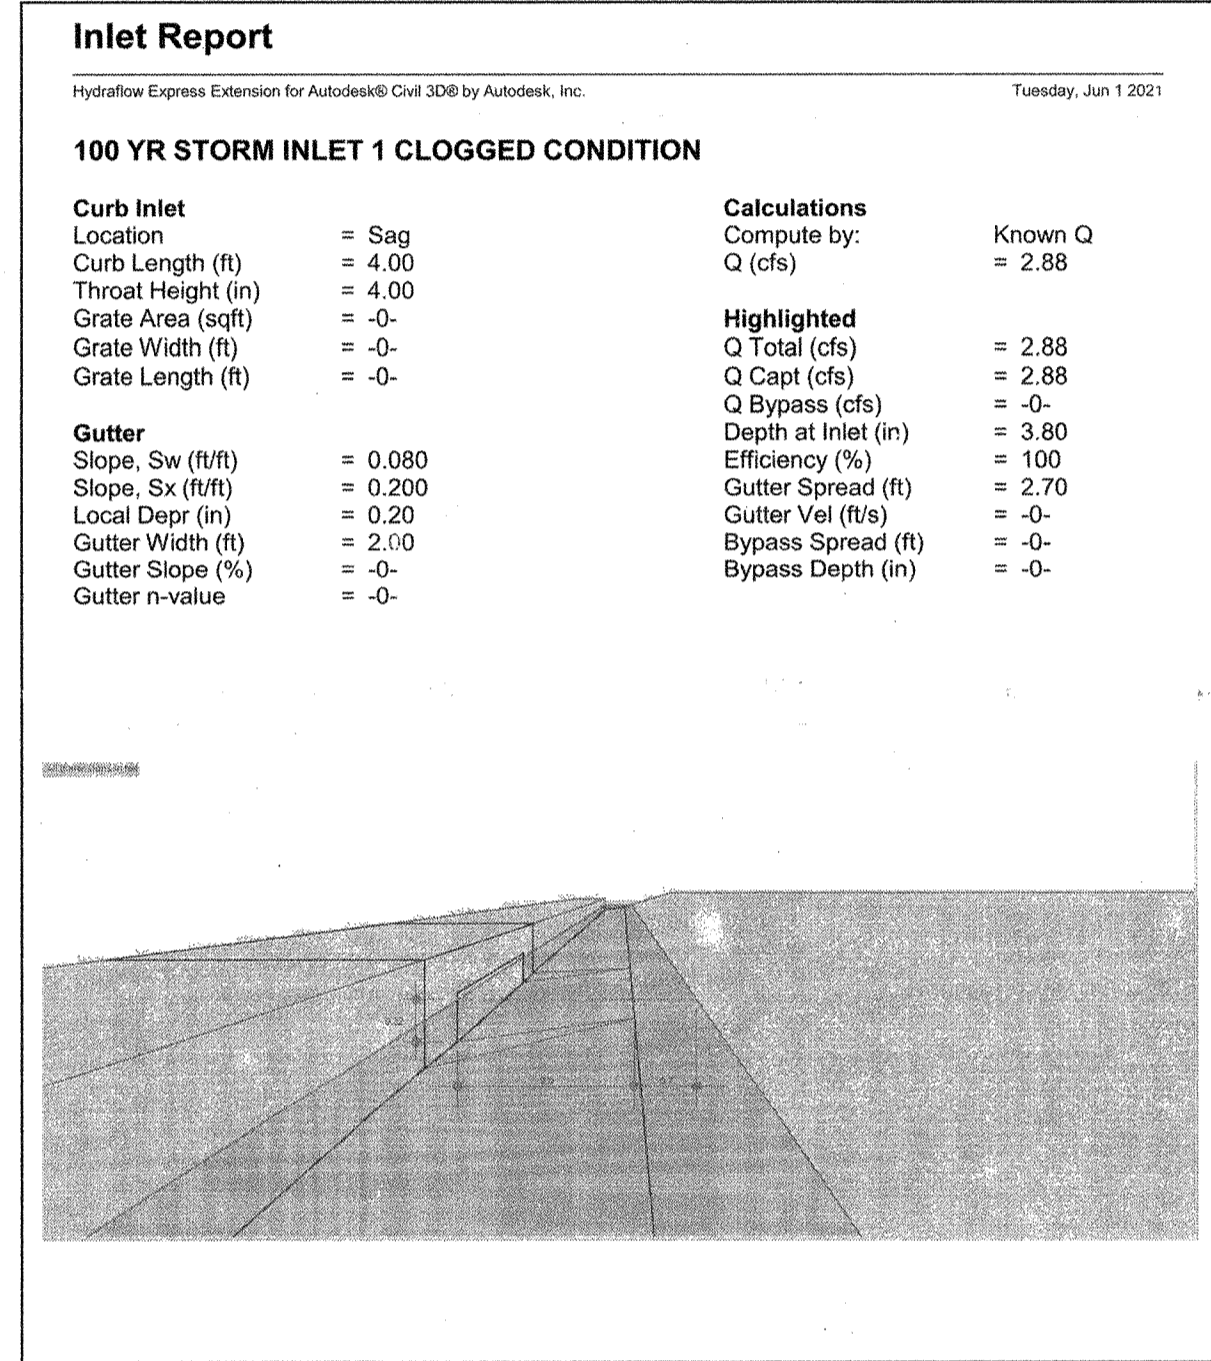 Inlet Report
Hydraflow Express Extension for Autodesk® Civil 3D® by Autodesk, Inc.
Tuesday, Jun 1 2021
100 YR STORM INLET 1 CLOGGED CONDITION
Curb Inlet
Location = Sag
Curb Length (ft) = 4.00
Throat Height (in) = 4.00
Grate Area (sqft) = -0-
Grate Width (ft) = -0-
Grate Length (ft) = -0-
Gutter
Slope, Sw (ft/ft) = 0.080
Slope, Sx (ft/ft) = 0.200
Local Depr (in) = 0.20
Gutter Width (ft) = 2.00
Gutter Slope (%) = -0-
Gutter n-value = -0-
Calculations
Compute by: Known Q
Q (cfs) = 2.88
Highlighted
Q Total (cfs) = 2.88
Q Capt (cfs) = 2.88
Q Bypass (cfs) = -0-
Depth at Inlet (in) = 3.80
Efficiency (%) = 100
Gutter Spread (ft) = 2.70
Gutter Vel (ft/s) = -0-
Bypass Spread (ft) = -0-
Bypass Depth (in) = -0-